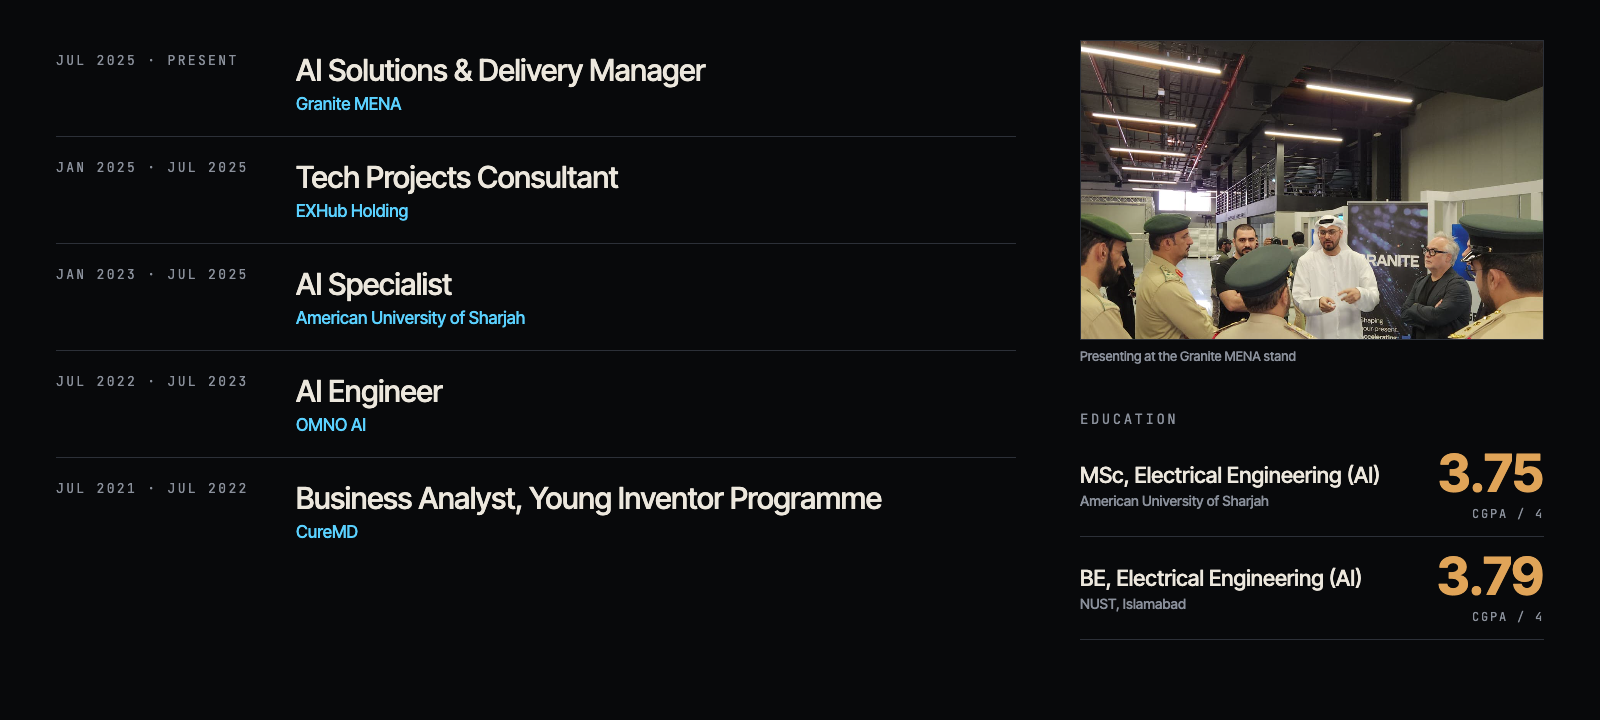 JUL 2025 · PRESENT
AI Solutions & Delivery Manager
Granite MENA
JAN 2025 · JUL 2025
Tech Projects Consultant
EXHub Holding
JAN 2023 · JUL 2025
AI Specialist
American University of Sharjah
JUL 2022 · JUL 2023
AI Engineer
OMNO AI
JUL 2021 · JUL 2022
Business Analyst, Young Inventor Programme
CureMD
RANITE
Shaping
your present,
accelerating
Presenting at the Granite MENA stand
EDUCATION
MSc, Electrical Engineering (AI)
American University of Sharjah
3.75
CGPA / 4
BE, Electrical Engineering (AI)
NUST, Islamabad
3.79
CGPA / 4